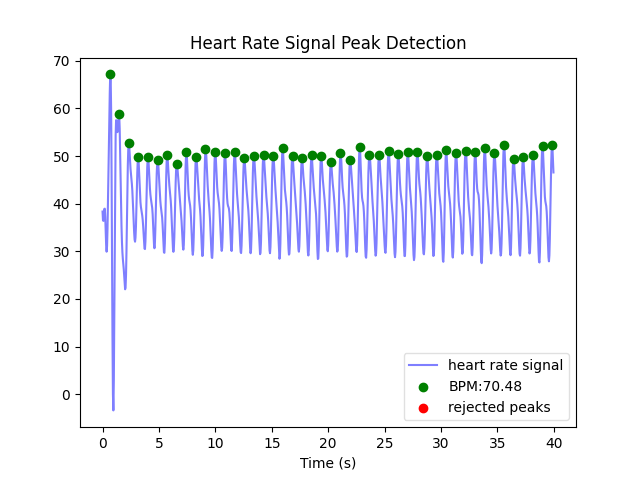 Heart Rate Signal Peak Detection
70
60
50
40
30
20
10
0
heart rate signal
BPM:70.48
rejected peaks
0 5 10 15 20 25 30 35 40
Time (s)